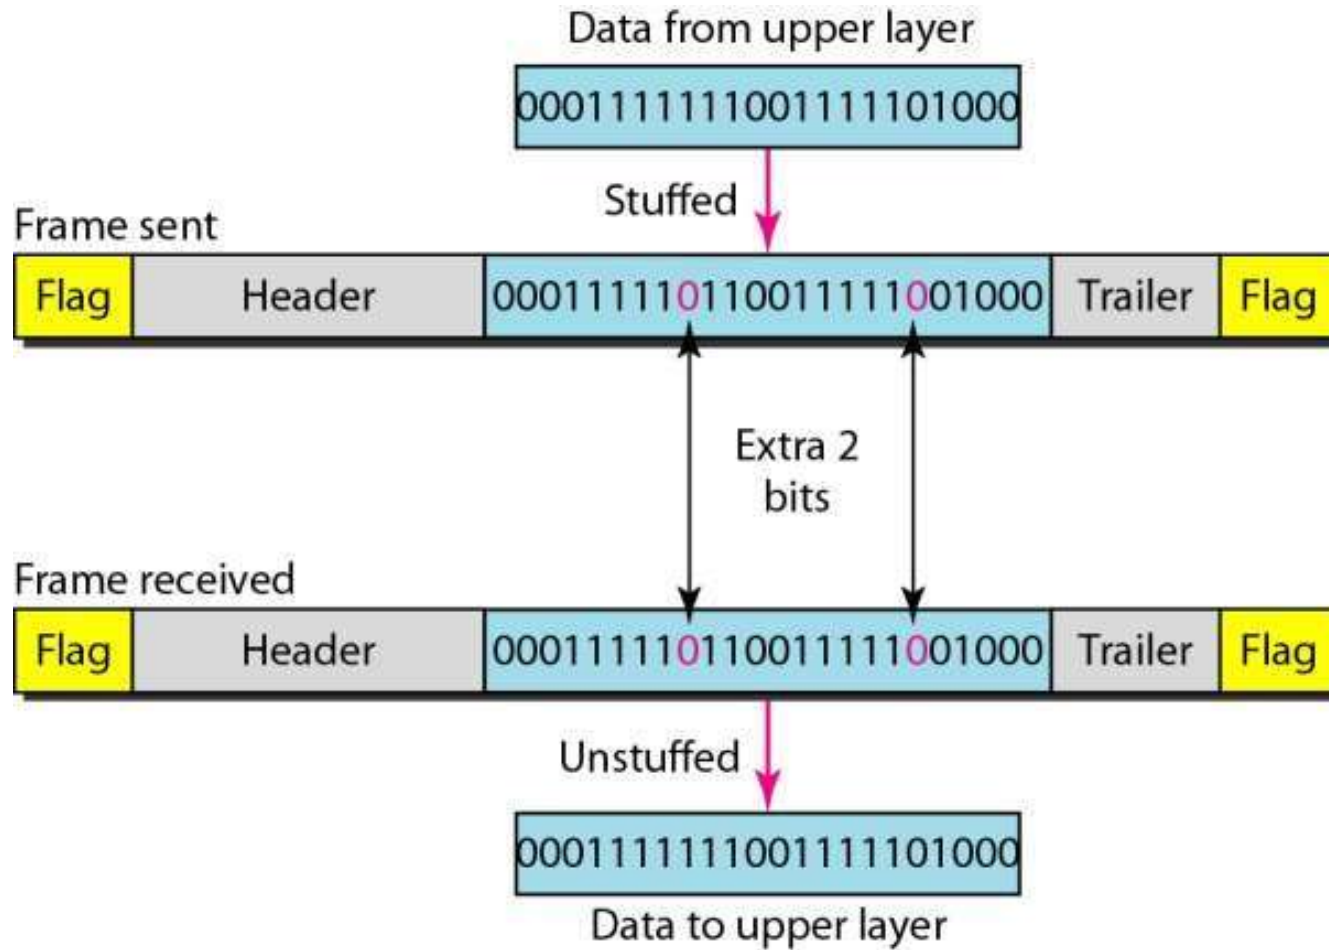 Data from upper layer
0001111111001111101000
Stuffed
Frame sent
Flag Header 000111110110011111001000 Trailer Flag
Extra 2
bits
Frame received
Flag Header 000111110110011111001000 Trailer Flag
Unstuffed
0001111111001111101000
Data to upper layer